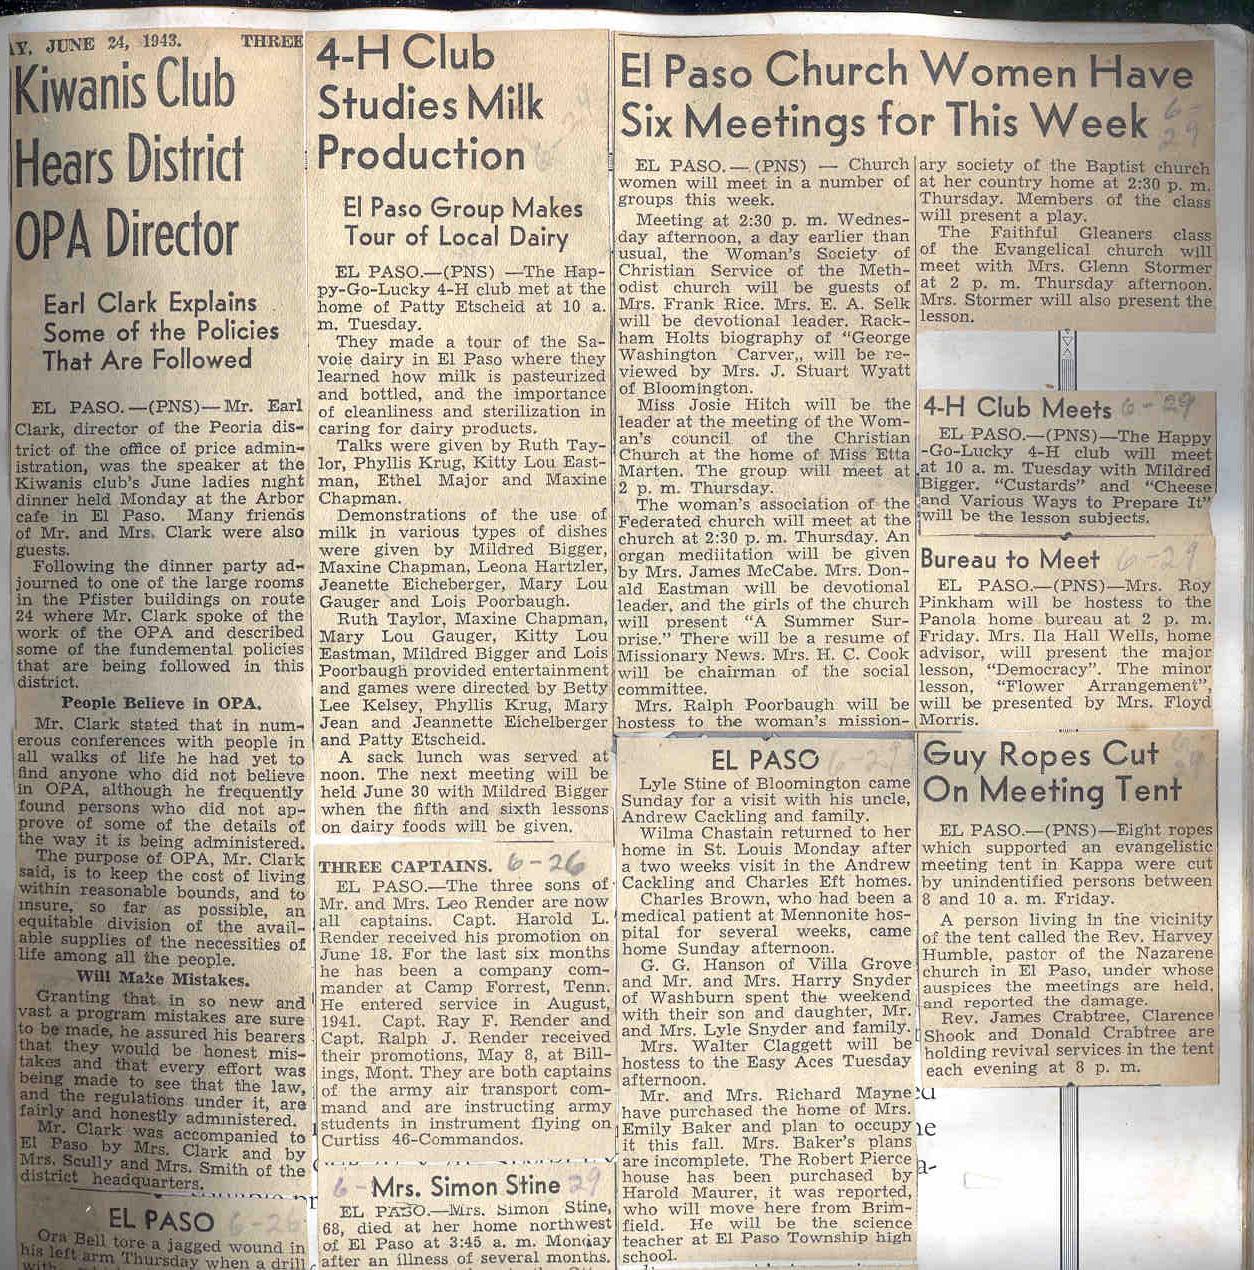 AY, JUNE 24, 1943. THREE
Kiwanis Club
Hears District
OPA Director
Earl Clark Explains
Some of the Policies
That Are Followed
EL PASO.—(PNS)—Mr. Earl
Clark, director of the Peoria dis-
trict of the office of price admin-
istration, was the speaker at the
Kiwanis club's June ladies night
dinner held Monday at the Arbor
cafe in El Paso. Many friends
of Mr. and Mrs. Clark were also
guests.
Following the dinner party ad-
journed to one of the large rooms
in the Pfister buildings on route
24 where Mr. Clark spoke of the
work of the OPA and described
some of the fundemental policies
that are being followed in this
district.
People Believe in OPA.
Mr. Clark stated that in num-
erous conferences with people in
all walks of life he had yet to
find anyone who did not believe
in OPA, although he frequently
found persons who did not ap-
prove of some of the details of
the way it is being administered.
The purpose of OPA, Mr. Clark
said, is to keep the cost of living
within reasonable bounds, and to
insure, so far as possible, an
equitable division of the avail-
able supplies of the necessities of
life among all the people.
Will Make Mistakes.
Granting that in so new and
vast a program mistakes are sure
to be made, he assured his bearers
that they would be honest mis-
takes and that every effort was
being made to see that the law,
and the regulations under it, are
fairly and honestly administered.
Mr. Clark was accompanied to
El Paso by Mrs. Clark and by
Mrs. Scully and Mrs. Smith of the
district headquarters.
EL PASO 6-26
Ora Bell tore a jagged wound in
his left arm Thursday when a drill
4-H Club
Studies Milk
Production
6 24
El Paso Group Makes
Tour of Local Dairy
EL PASO.—(PNS) —The Hap-
py-Go-Lucky 4-H club met at the
home of Patty Etscheid at 10 a.
m. Tuesday.
They made a tour of the Sa-
voie dairy in El Paso where they
learned how milk is pasteurized
and bottled, and the importance
of cleanliness and sterilization in
caring for dairy products.
Talks were given by Ruth Tay-
lor, Phyllis Krug, Kitty Lou East-
man, Ethel Major and Maxine
Chapman.
Demonstrations of the use of
milk in various types of dishes
were given by Mildred Bigger,
Maxine Chapman, Leona Hartzler,
Jeanette Eicheberger, Mary Lou
Gauger and Lois Poorbaugh.
Ruth Taylor, Maxine Chapman,
Mary Lou Gauger, Kitty Lou
Eastman, Mildred Bigger and Lois
Poorbaugh provided entertainment
and games were directed by Betty
Lee Kelsey, Phyllis Krug, Mary
Jean and Jeannette Eichelberger
and Patty Etscheid.
A sack lunch was served at
noon. The next meeting will be
held June 30 with Mildred Bigger
when the fifth and sixth lessons
on dairy foods will be given.
THREE CAPTAINS. 6-26
EL PASO.—The three sons of
Mr. and Mrs. Leo Render are now
all captains. Capt. Harold L.
Render received his promotion on
June 18. For the last six months
he has been a company com-
mander at Camp Forrest, Tenn.
He entered service in August,
1941. Capt. Ray F. Render and
Capt. Ralph J. Render received
their promotions, May 8, at Bill-
ings, Mont. They are both captains
of the army air transport com-
mand and are instructing army
students in instrument flying on
Curtiss 46-Commandos.
6- Mrs. Simon Stine 29
EL PASO.—Mrs. Simon Stine,
68, died at her home northwest
of El Paso at 3:45 a. m. Monday
after an illness of several months.
El Paso Church Women Have
Six Meetings for This Week
6-
29
EL PASO.—(PNS) — Church
women will meet in a number of
groups this week.
Meeting at 2:30 p. m. Wednes-
day afternoon, a day earlier than
usual, the Woman's Society of
Christian Service of the Meth-
odist church will be guests of
Mrs. Frank Rice. Mrs. E. A. Selk
will be devotional leader. Rack-
ham Holts biography of "George
Washington Carver,, will be re-
viewed by Mrs. J. Stuart Wyatt
of Bloomington.
Miss Josie Hitch will be the
leader at the meeting of the Wom-
an's council of the Christian
Church at the home of Miss Etta
Marten. The group will meet at
2 p. m. Thursday.
The woman's association of the
Federated church will meet at the
church at 2:30 p. m. Thursday. An
organ mediitation will be given
by Mrs. James McCabe. Mrs. Don-
ald Eastman will be devotional
leader, and the girls of the church
will present "A Summer Sur-
prise." There will be a resume of
Missionary News. Mrs. H. C. Cook
will be chairman of the social
committee.
Mrs. Ralph Poorbaugh will be
hostess to the woman's mission-
ary society of the Baptist church
at her country home at 2:30 p. m.
Thursday. Members of the class
will present a play.
The Faithful Gleaners class
of the Evangelical church will
meet with Mrs. Glenn Stormer
at 2 p. m. Thursday afternoon.
Mrs. Stormer will also present the
lesson.
EL PASO 6-29
Lyle Stine of Bloomington came
Sunday for a visit with his uncle,
Andrew Cackling and family.
Wilma Chastain returned to her
home in St. Louis Monday after
a two weeks visit in the Andrew
Cackling and Charles Eft homes.
Charles Brown, who had been a
medical patient at Mennonite hos-
pital for several weeks, came
home Sunday afternoon.
G. G. Hanson of Villa Grove
and Mr. and Mrs. Harry Snyder
of Washburn spent the weekend
with their son and daughter, Mr.
and Mrs. Lyle Snyder and family.
Mrs. Walter Claggett will be
hostess to the Easy Aces Tuesday
afternoon.
Mr. and Mrs. Richard Mayne
have purchased the home of Mrs.
Emily Baker and plan to occupy
it this fall. Mrs. Baker's plans
are incomplete. The Robert Pierce
house has been purchased by
Harold Maurer, it was reported,
who will move here from Brim-
field. He will be the science
teacher at El Paso Township high
school.
4-H Club Meets 6-29
EL PASO.—(PNS)—The Happy
-Go-Lucky 4-H club will meet
at 10 a. m. Tuesday with Mildred
Bigger. "Custards" and "Cheese
and Various Ways to Prepare It"
will be the lesson subjects.
Bureau to Meet 6-29
EL PASO.—(PNS)—Mrs. Roy
Pinkham will be hostess to the
Panola home bureau at 2 p. m.
Friday. Mrs. Ila Hall Wells, home
advisor, will present the major
lesson, "Democracy". The minor
lesson, "Flower Arrangement",
will be presented by Mrs. Floyd
Morris.
Guy Ropes Cut
On Meeting Tent
6-
29
EL PASO.—(PNS)—Eight ropes
which supported an evangelistic
meeting tent in Kappa were cut
by unindentified persons between
8 and 10 a. m. Friday.
A person living in the vicinity
of the tent called the Rev. Harvey
Humble, pastor of the Nazarene
church in El Paso, under whose
auspices the meetings are held,
and reported the damage.
Rev. James Crabtree, Clarence
Shook and Donald Crabtree are
holding revival services in the tent
each evening at 8 p. m.